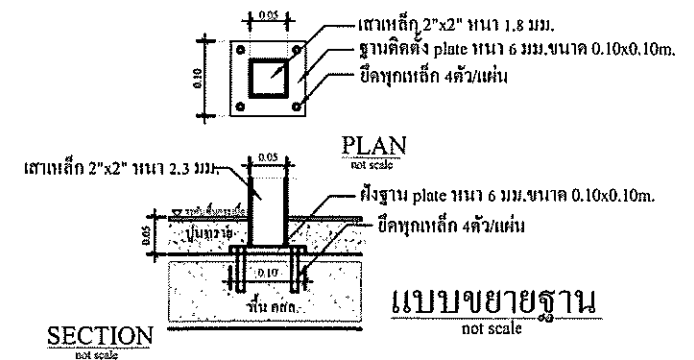 0.05
เสาเหล็ก 2"x2" หนา 1.8 มม.
ฐานติดตั้ง plate หนา 6 มม.ขนาด 0.10x0.10m.
ยึดพุกเหล็ก 4ตัว/แผ่น
0.10
PLAN
not scale
เสาเหล็ก 2"x2" หนา 2.3 มม.
0.05
ฝังฐาน plate หนา 6 มม.ขนาด 0.10x0.10m.
ยึดพุกเหล็ก 4ตัว/แผ่น
0.05
ปูนทราย
0.10
พื้น คสล.
แบบขยายฐาน
not scale
SECTION
not scale